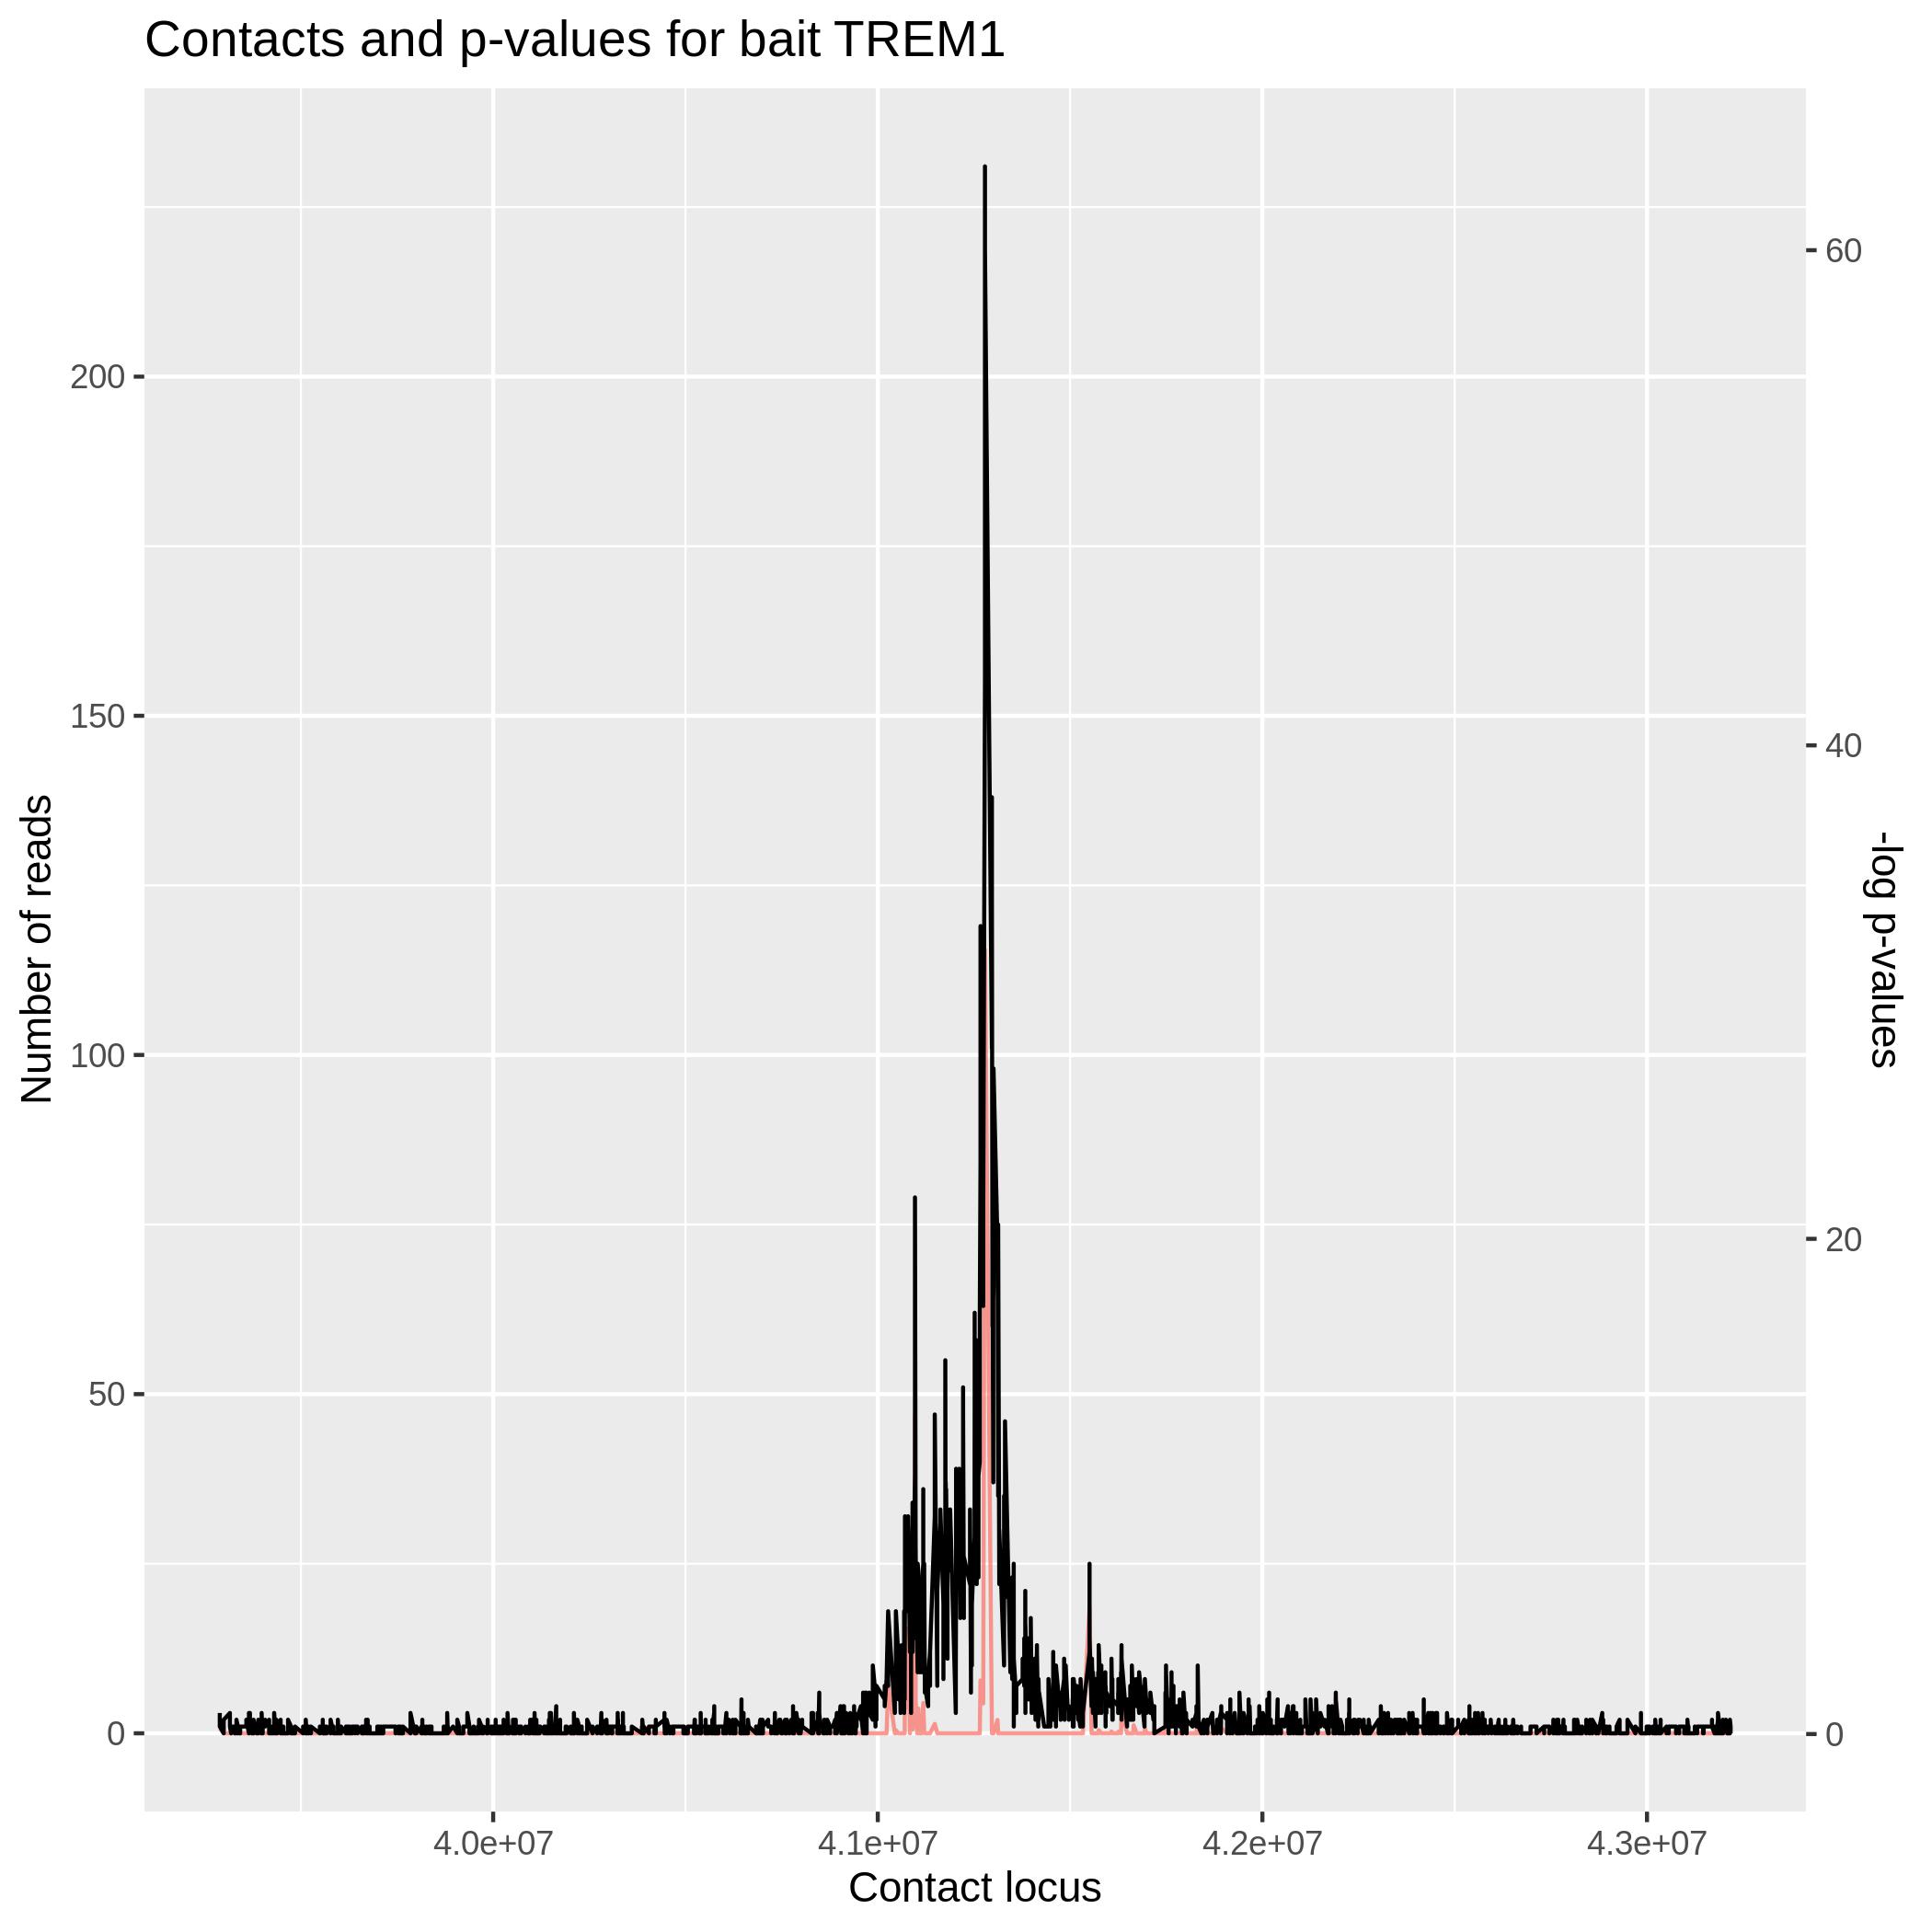 Contacts and p-values for bait TREM1
Number of reads
200
150
100
50
0
60
40
20
0
-log p-values
4.0e+07 4.1e+07 4.2e+07 4.3e+07
Contact locus